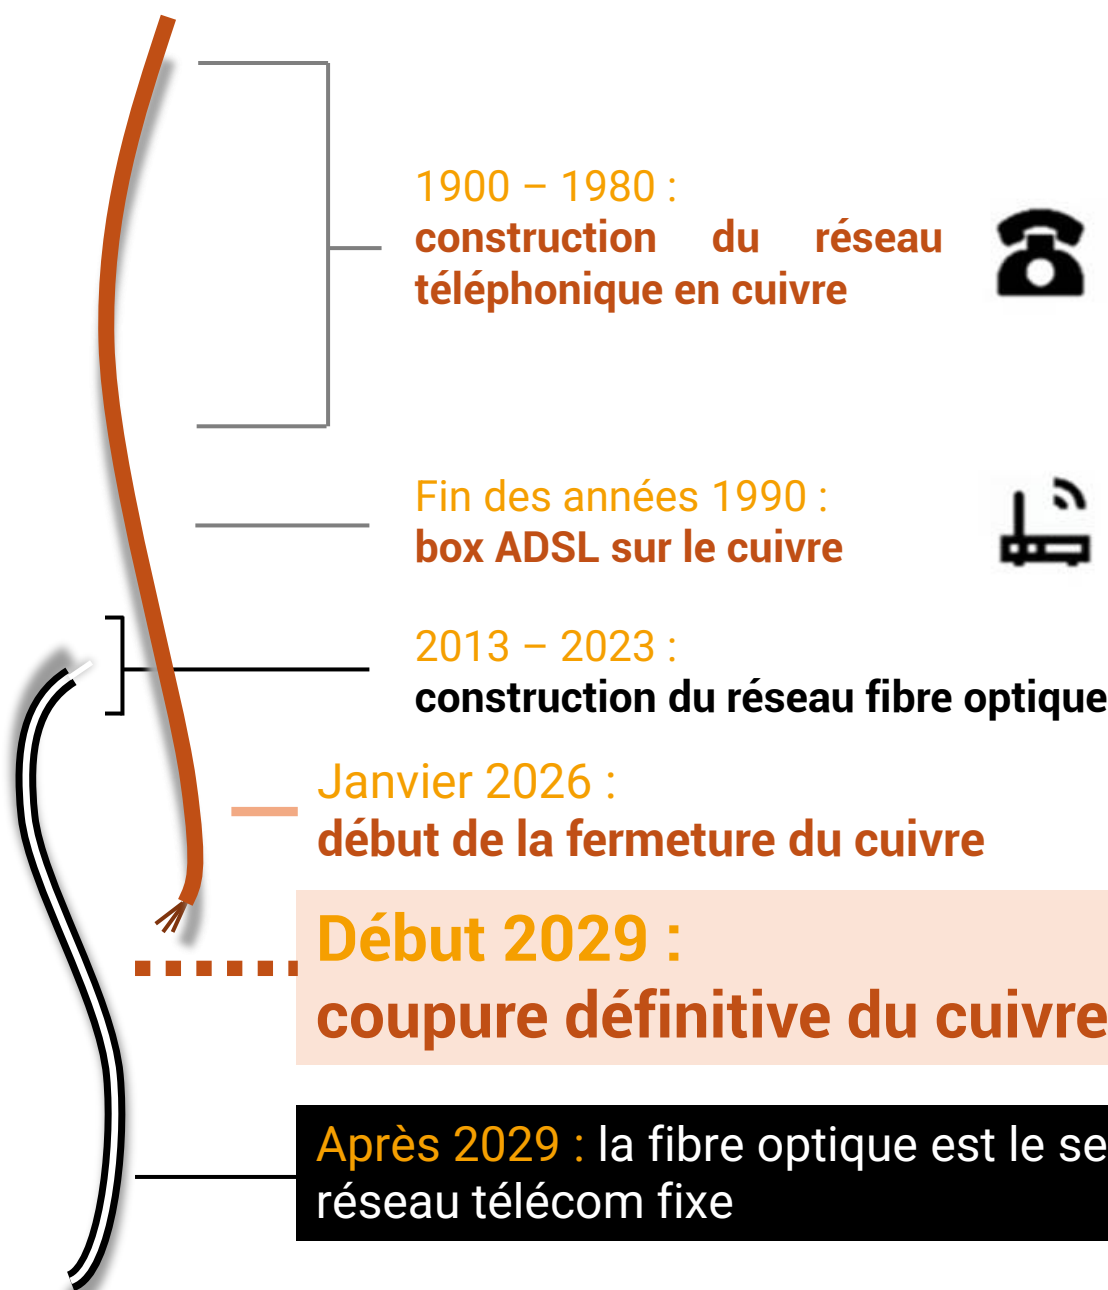 1900 – 1980 :
construction du réseau
téléphonique en cuivre
Fin des années 1990 :
box ADSL sur le cuivre
2013 – 2023 :
construction du réseau fibre optique
Janvier 2026 :
début de la fermeture du cuivre
Début 2029 :
coupure définitive du cuivre
Après 2029 : la fibre optique est le
réseau télécom fixe